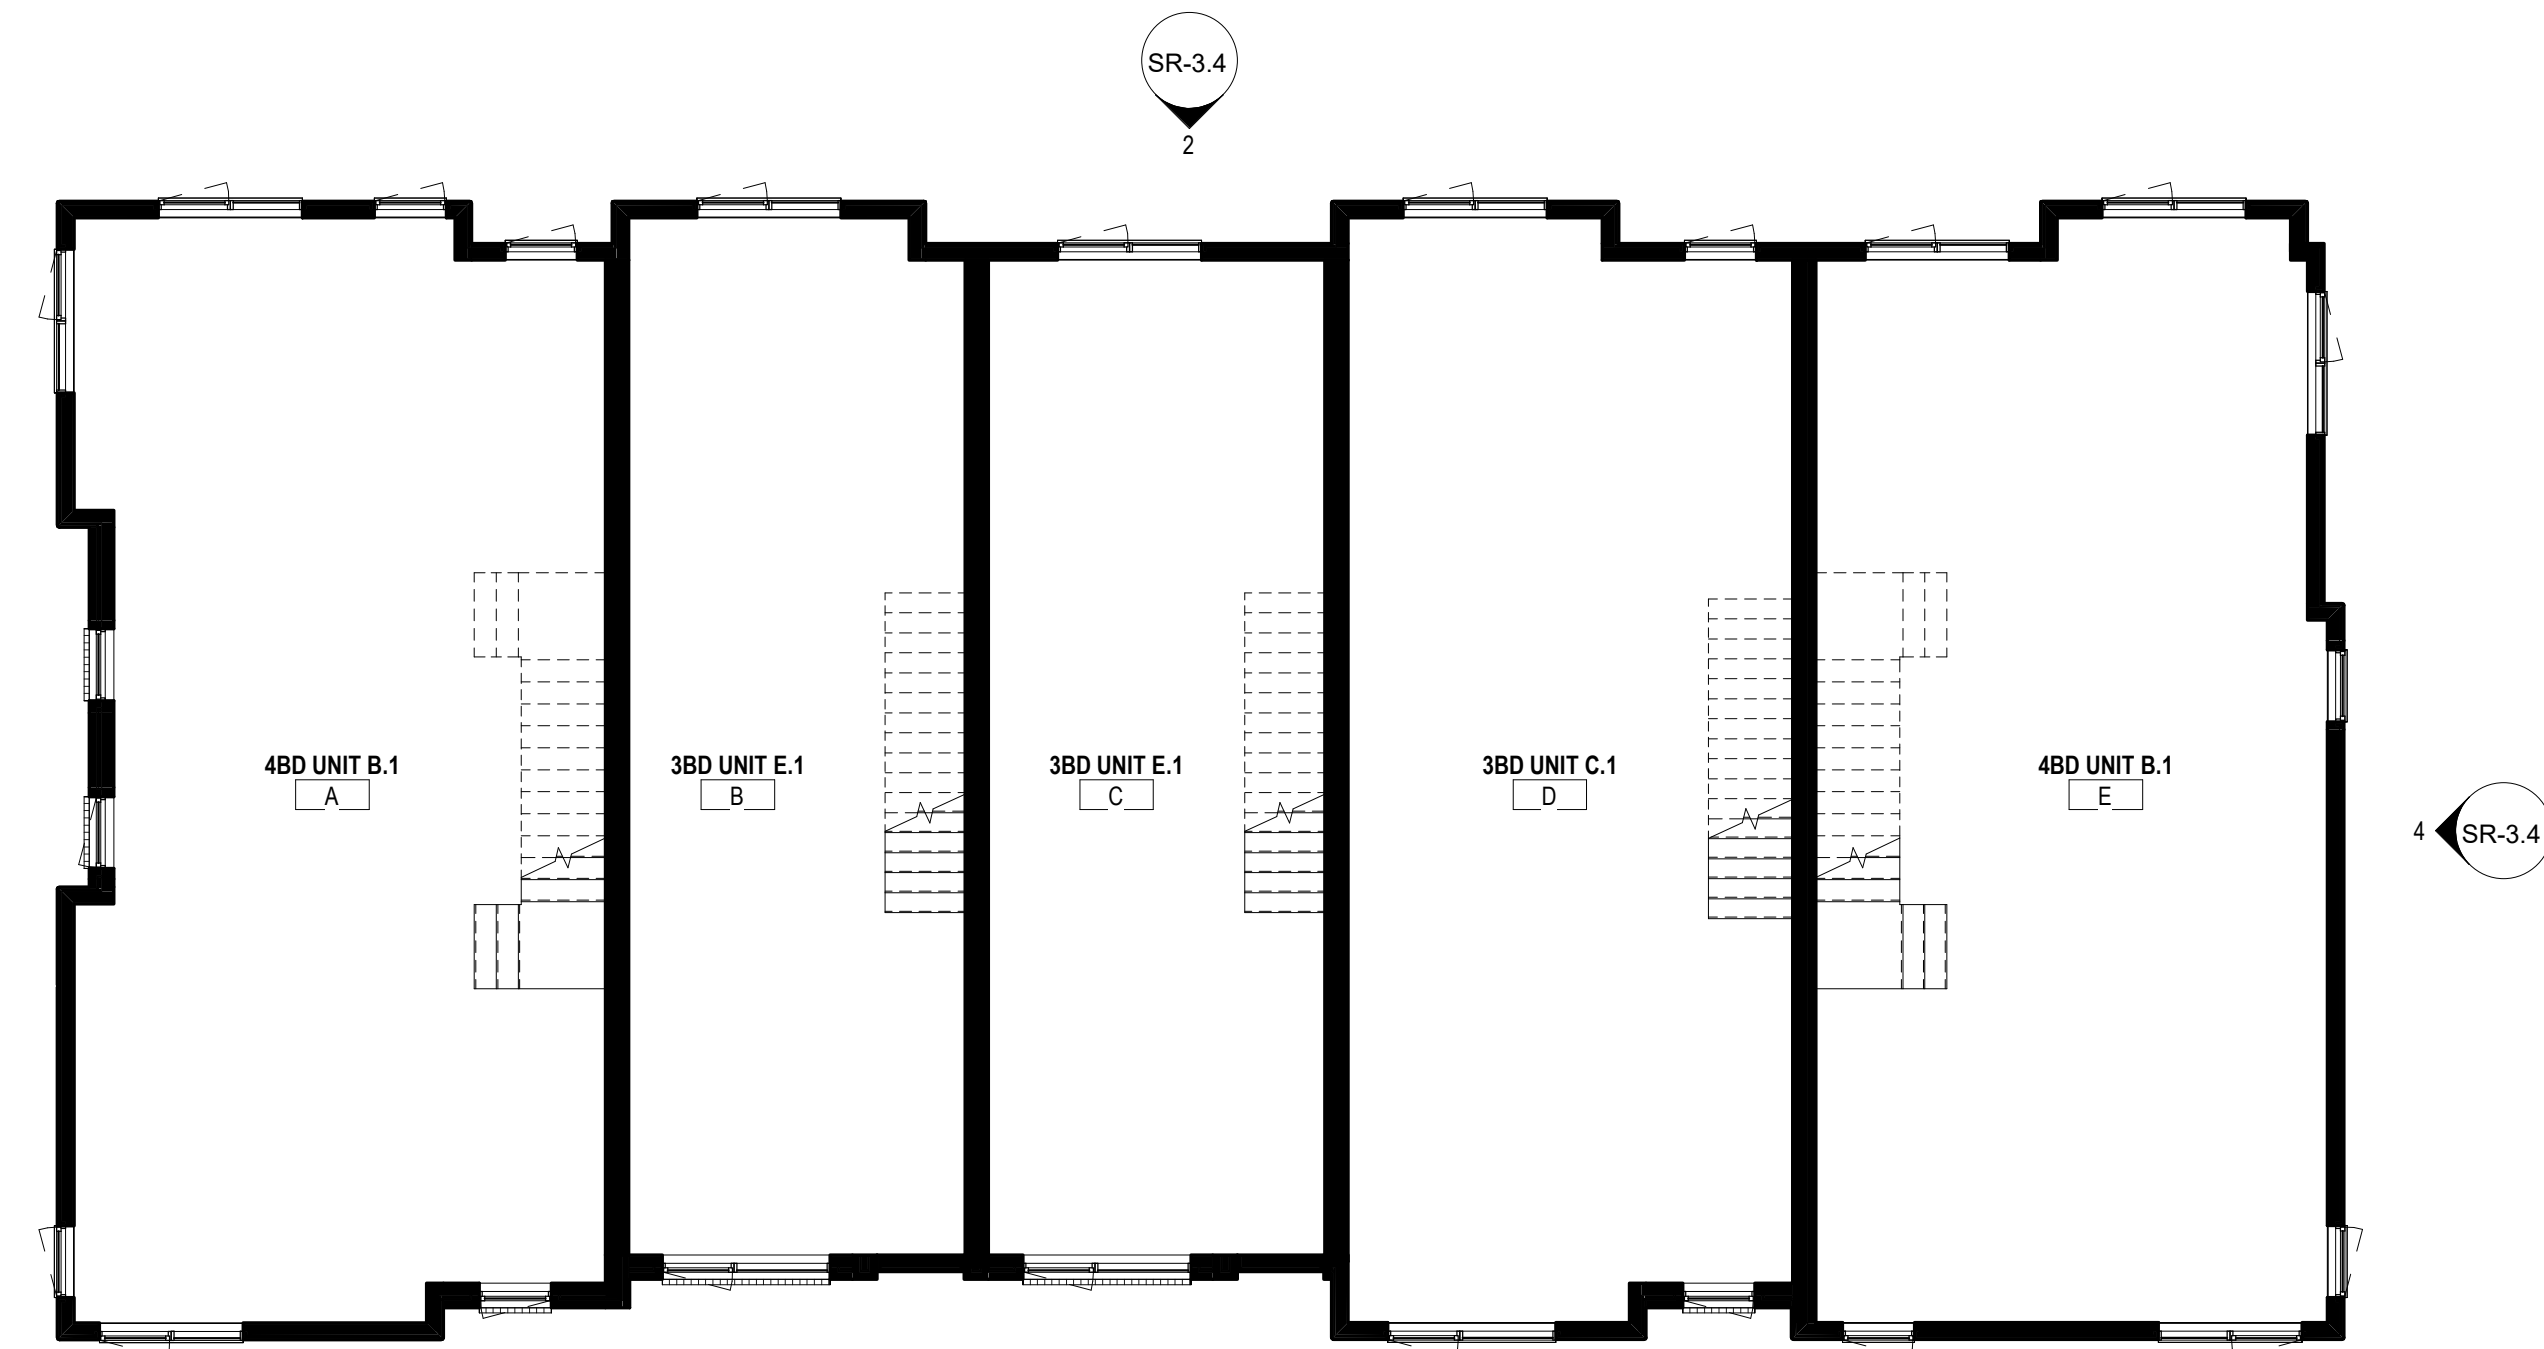 SR-3.4
2
4BD UNIT B.1
A
3BD UNIT E.1
B
3BD UNIT E.1
C
3BD UNIT C.1
D
4BD UNIT B.1
E
4
SR-3.4